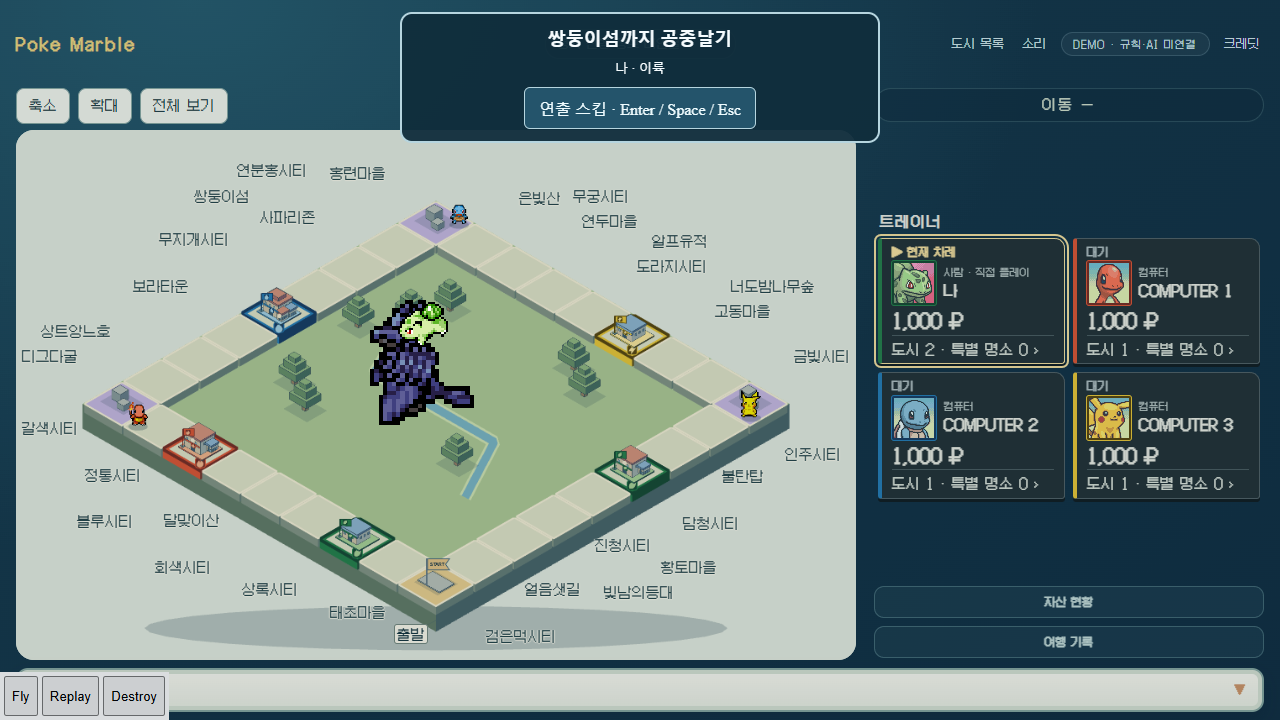 Poke Marble
쌍둥이섬까지 공중날기
나 · 이륙
연출 스킵 · Enter / Space / Esc
도시 목록
소리
DEMO · 규칙·AI 미연결
크레딧
축소
확대
전체 보기
이동 —
연분홍시티
홍련마을
쌍둥이섬
사파리존
무지개시티
보라타운
상트앙느호
디그다굴
갈색시티
정통시티
블루시티
달맞이산
회색시티
상록시티
태초마을
출발
START
은빛산
무궁시티
연두마을
알프유적
도라지시티
너도밤나무숲
고동마을
금빛시티
인주시티
불탄탑
담청시티
진청시티
황토마을
얼음샛길
빛남의등대
검은먹시티
트레이너
▶ 현재 차례
사람 · 직접 플레이
나
1,000 ₽
도시 2 · 특별 명소 0 ›
대기
컴퓨터
COMPUTER 1
1,000 ₽
도시 1 · 특별 명소 0 ›
대기
컴퓨터
COMPUTER 2
1,000 ₽
도시 1 · 특별 명소 0 ›
대기
컴퓨터
COMPUTER 3
1,000 ₽
도시 1 · 특별 명소 0 ›
자산 현황
여행 기록
Fly
Replay
Destroy
▼